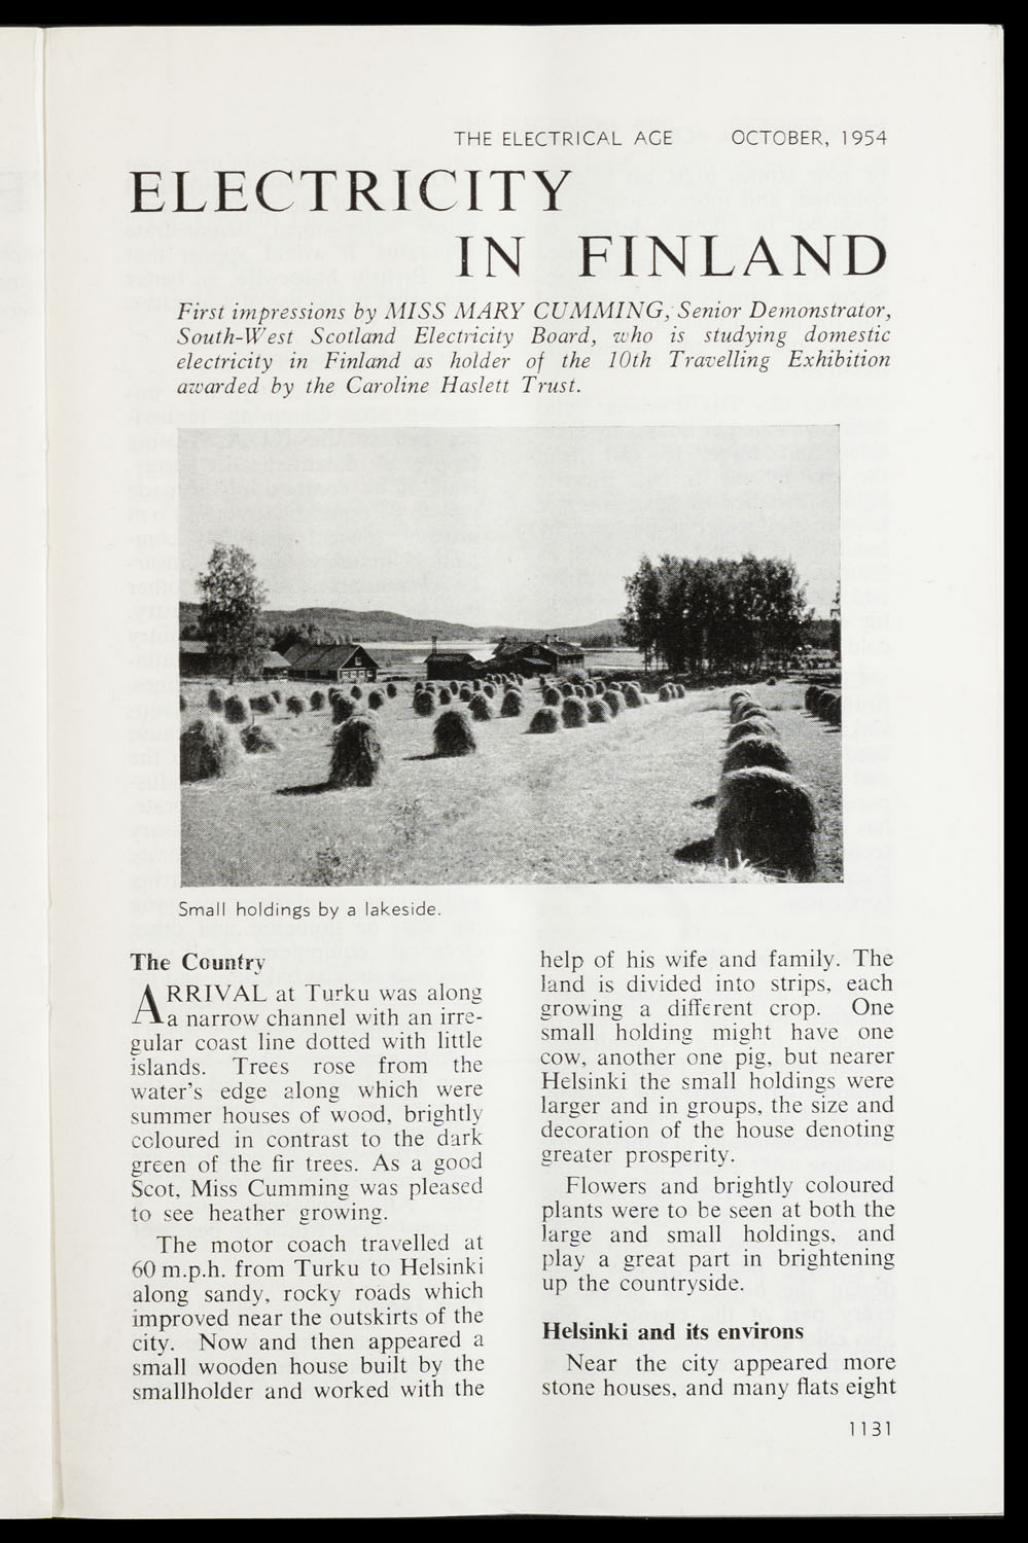 THE ELECTRICAL AGE OCTOBER, 1954
ELECTRICITY
IN FINLAND
First impressions by MISS MARY CUMMING, Senior Demonstrator,
South-West Scotland Electricity Board, who is studying domestic
electricity in Finland as holder of the 10th Travelling Exhibition
awarded by the Caroline Haslett Trust.
Small holdings by a lakeside.
The Country
ARRIVAL at Turku was along
a narrow channel with an irre-
gular coast line dotted with little
islands. Trees rose from the
water's edge along which were
summer houses of wood, brightly
coloured in contrast to the dark
green of the fir trees. As a good
Scot, Miss Cumming was pleased
to see heather growing.
The motor coach travelled at
60 m.p.h. from Turku to Helsinki
along sandy, rocky roads which
improved near the outskirts of the
city. Now and then appeared a
small wooden house built by the
smallholder and worked with the
help of his wife and family. The
land is divided into strips, each
growing a different crop. One
small holding might have one
cow, another one pig, but nearer
Helsinki the small holdings were
larger and in groups, the size and
decoration of the house denoting
greater prosperity.
Flowers and brightly coloured
plants were to be seen at both the
large and small holdings, and
play a great part in brightening
up the countryside.
Helsinki and its environs
Near the city appeared more
stone houses, and many flats eight
1131